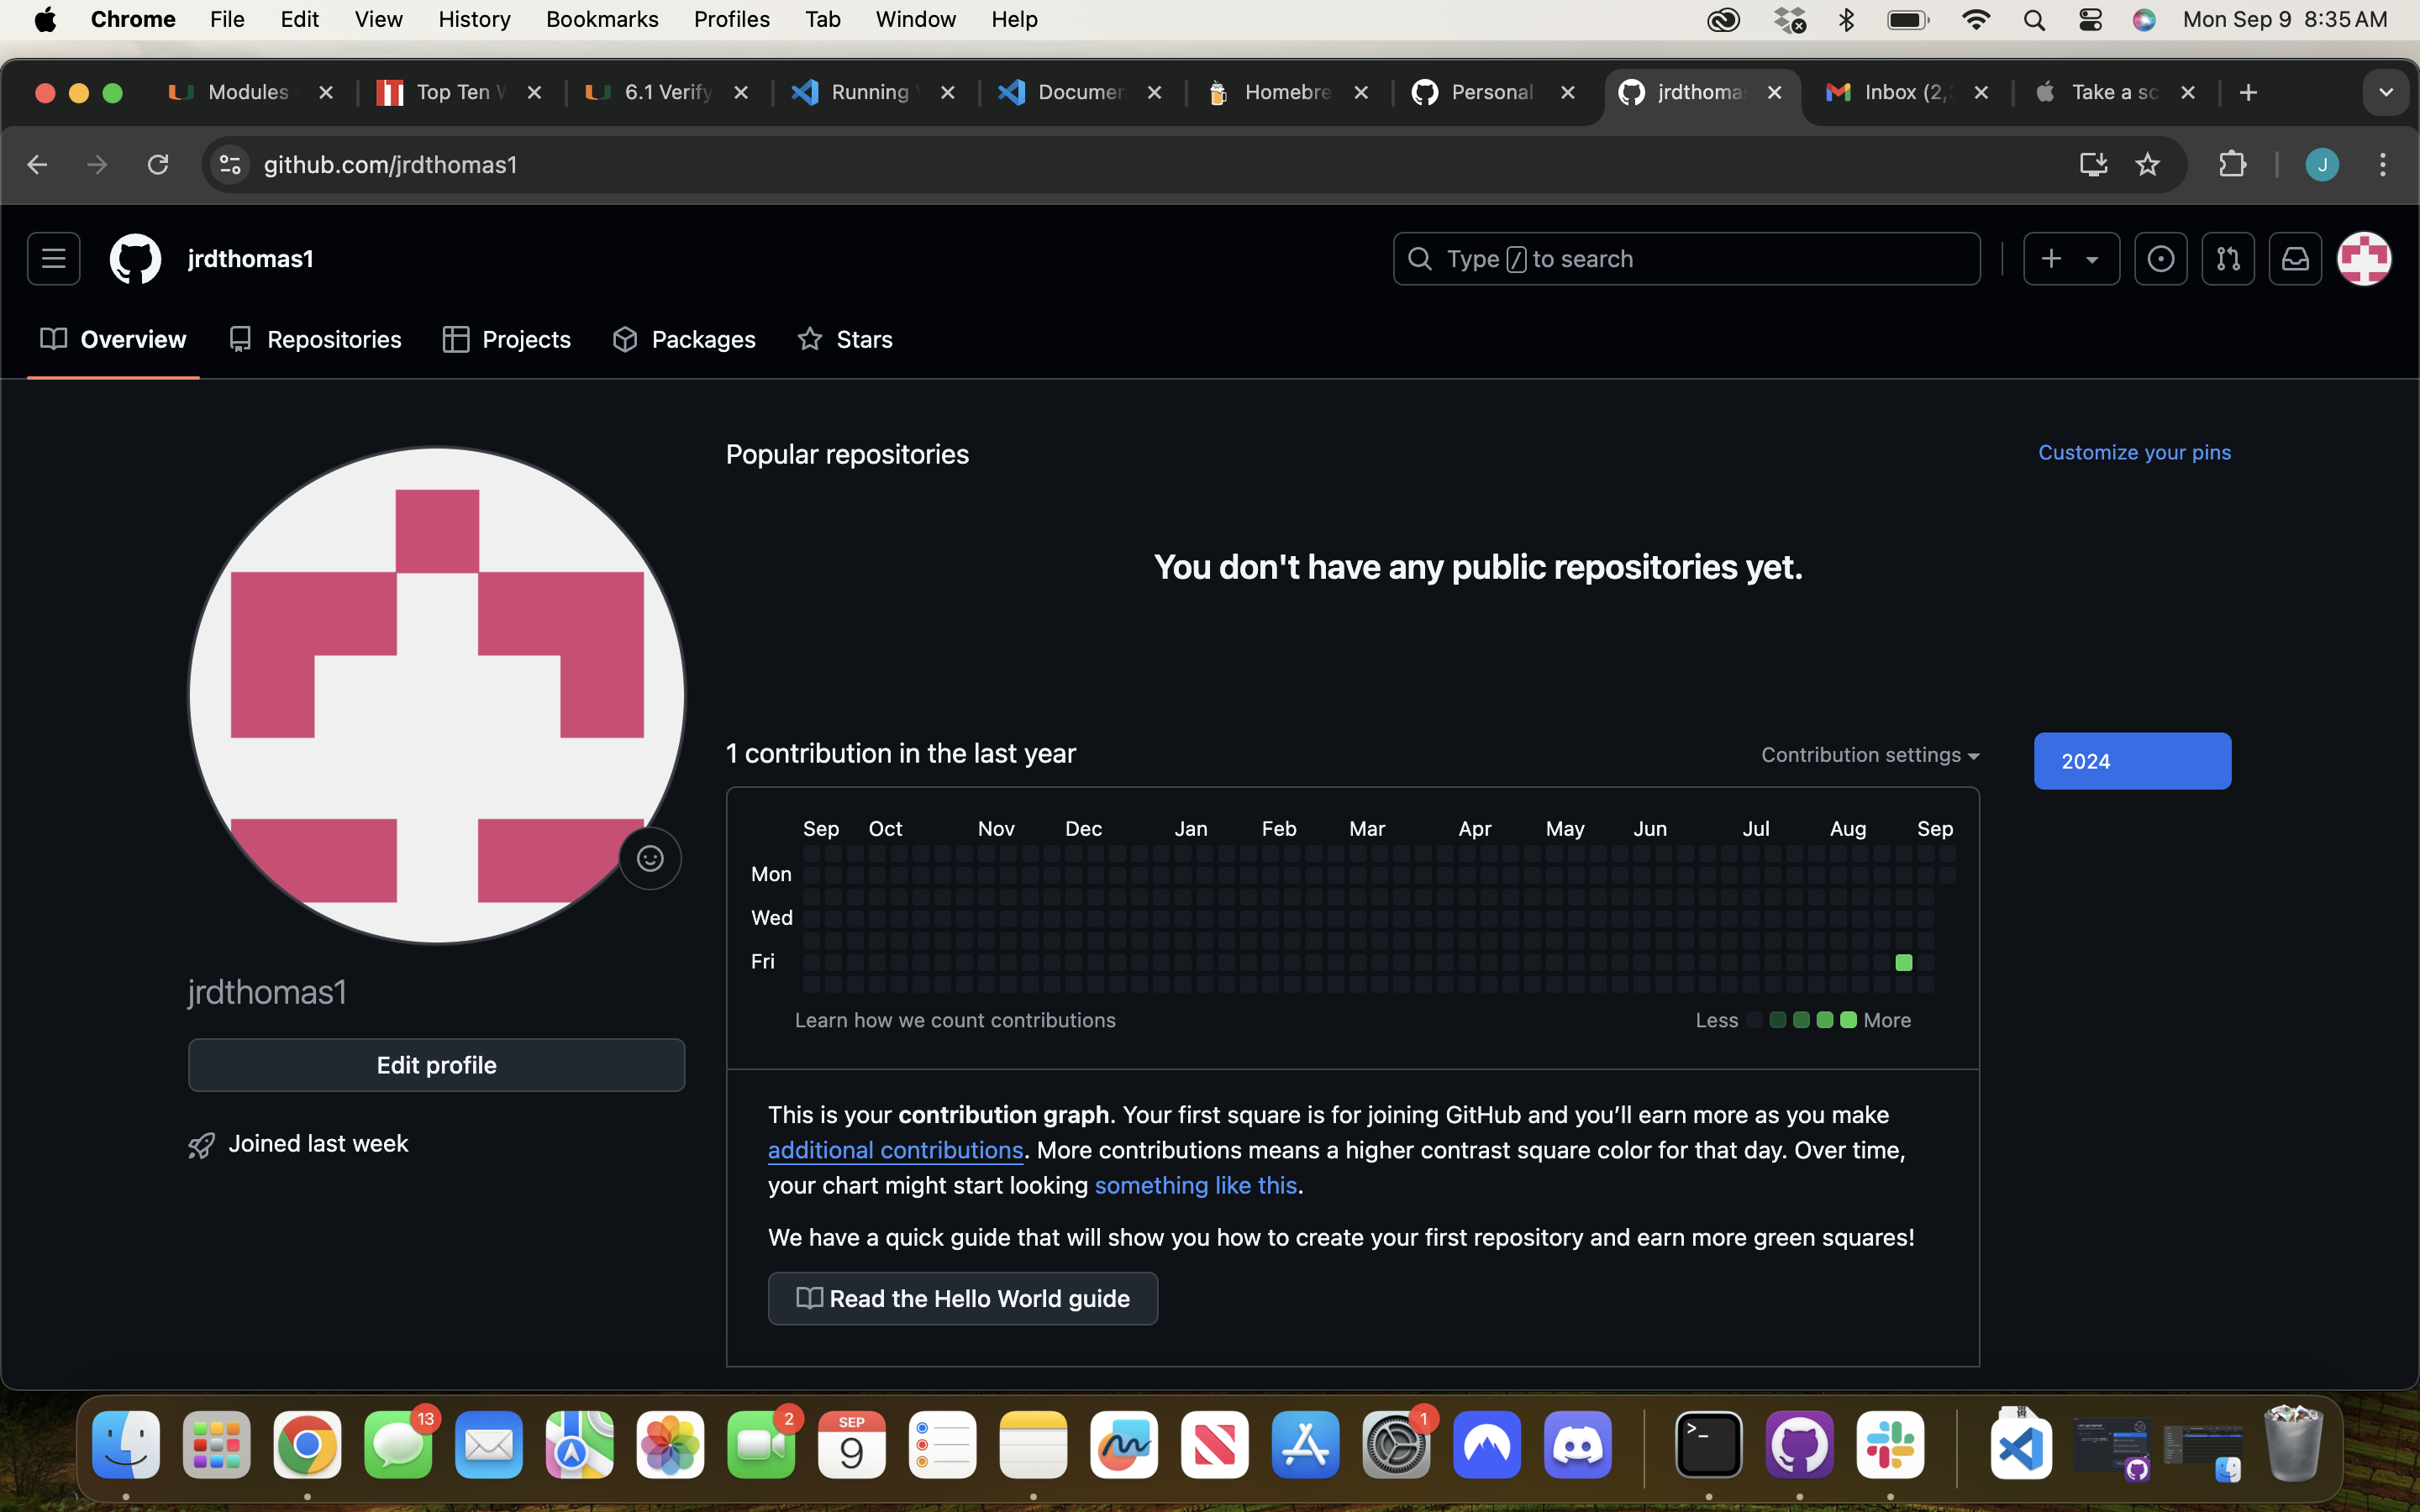 Chrome File Edit View History Bookmarks Profiles Tab Window Help Mon Sep 9 8:35 AM
Modules Top Ten 6.1 Verify Running Documen Homebre Personal jrdthoma Inbox (2, Take a sc
github.com/jrdthomas1
J
jrdthomas1
Type / to search
Overview Repositories Projects Packages Stars
Popular repositories
Customize your pins
You don't have any public repositories yet.
1 contribution in the last year
Contribution settings
2024
Sep Oct Nov Dec Jan Feb Mar Apr May Jun Jul Aug Sep
Mon
Wed
Fri
Learn how we count contributions
Less More
jrdthomas1
Edit profile
Joined last week
This is your contribution graph. Your first square is for joining GitHub and you’ll earn more as you make
additional contributions. More contributions means a higher contrast square color for that day. Over time,
your chart might start looking something like this.
We have a quick guide that will show you how to create your first repository and earn more green squares!
Read the Hello World guide
13
2
SEP
9
1